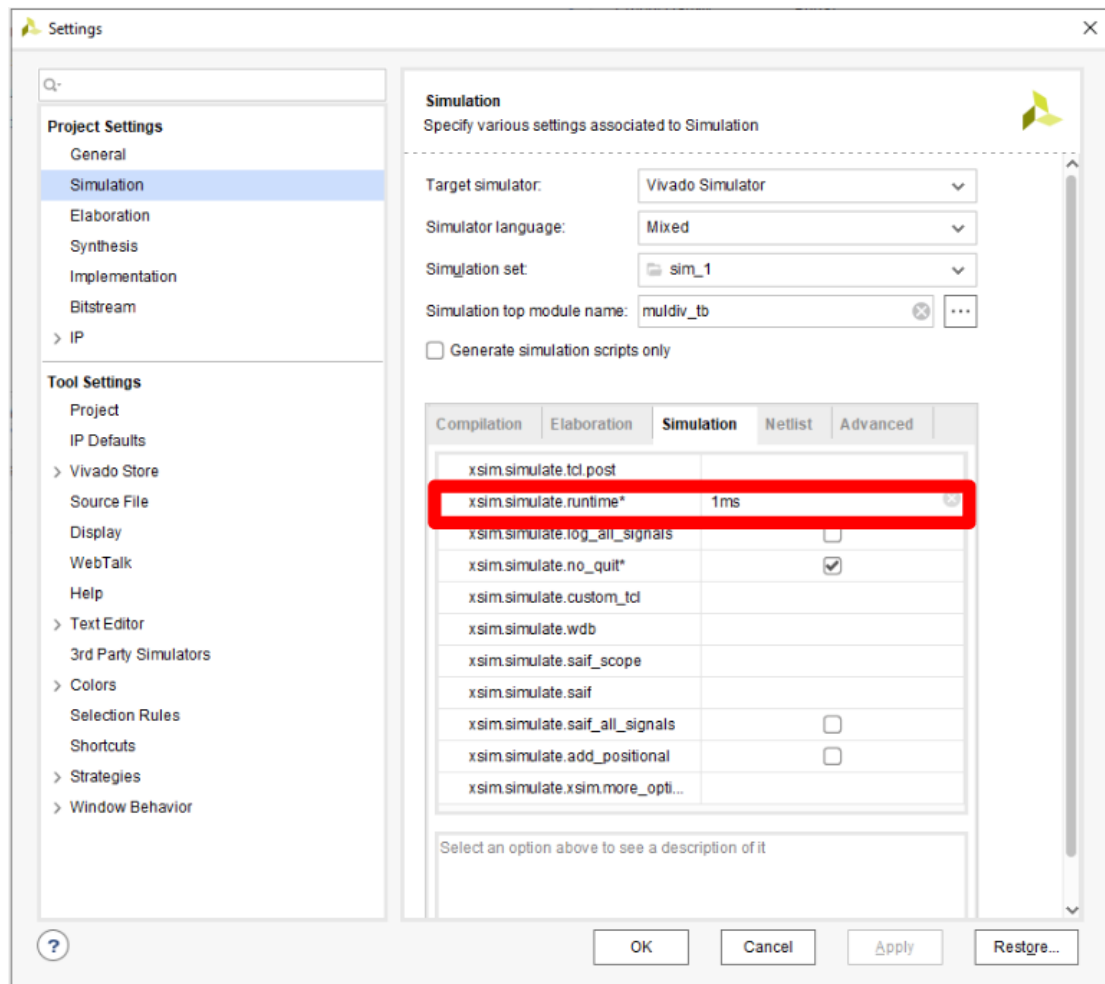 Settings
Project Settings
General
Simulation
Elaboration
Synthesis
Implementation
Bitstream
IP
Tool Settings
Project
IP Defaults
Vivado Store
Source File
Display
WebTalk
Help
Text Editor
3rd Party Simulators
Colors
Selection Rules
Shortcuts
Strategies
Window Behavior
Simulation
Specify various settings associated to Simulation
Target simulator: Vivado Simulator
Simulator language: Mixed
Simulation set: sim_1
Simulation top module name: muldiv_tb ...
Generate simulation scripts only
Compilation Elaboration Simulation Netlist Advanced
xsim.simulate.tcl.post
xsim.simulate.runtime* 1ms
xsim.simulate.log_all_signals
xsim.simulate.no_quit*
xsim.simulate.custom_tcl
xsim.simulate.wdb
xsim.simulate.saif_scope
xsim.simulate.saif
xsim.simulate.saif_all_signals
xsim.simulate.add_positional
xsim.simulate.xsim.more_opti...
Select an option above to see a description of it
? OK Cancel Apply Restore...